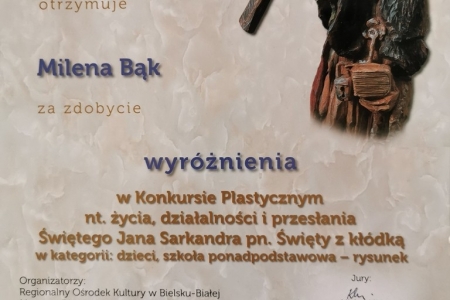 otrzymuje
Milena Bąk
za zdobycie
wyróżnienia
w Konkursie Plastycznym
nt. życia, działalności i przesłania
Świętego Jana Sarkandra pn. Święty z kłódką
w kategorii: dzieci, szkoła ponadpodstawowa – rysunek
Organizatorzy:
Jury:
Regionalny Ośrodek Kultury w Bielsku-Białej